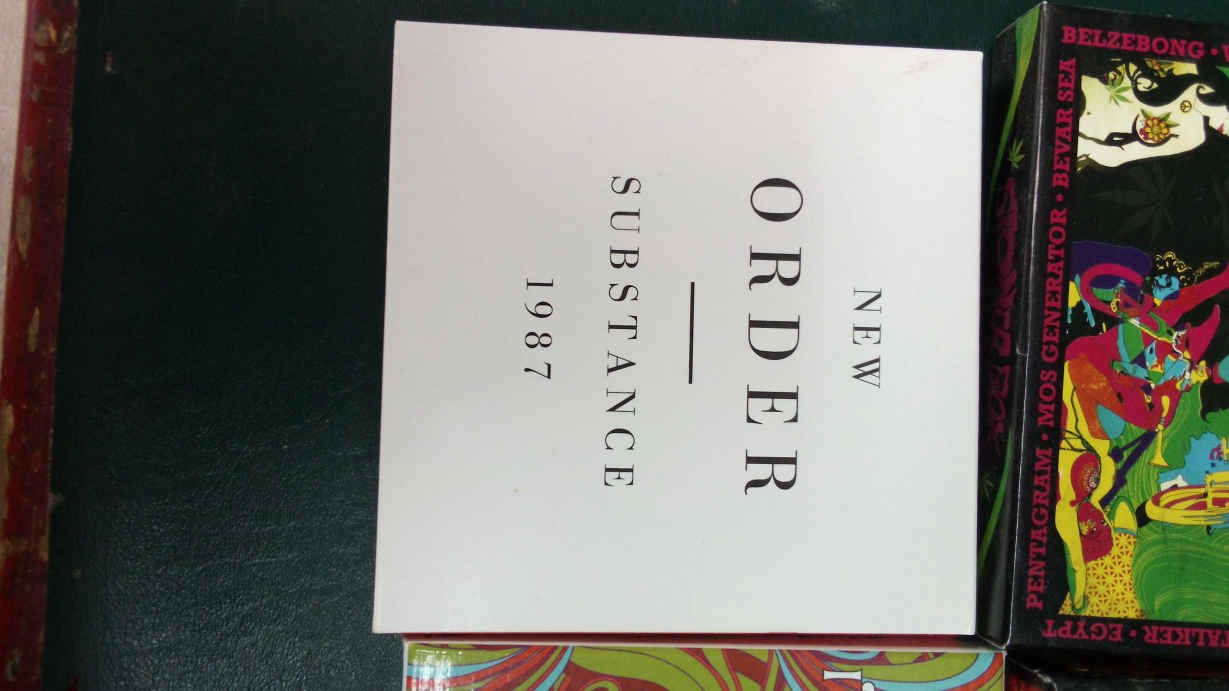 NEW
ORDER
SUBSTANCE
1987
BELZEBONG •
PENTAGRAM • MOS GENERATOR • BEVAR SEA
• EGYPT